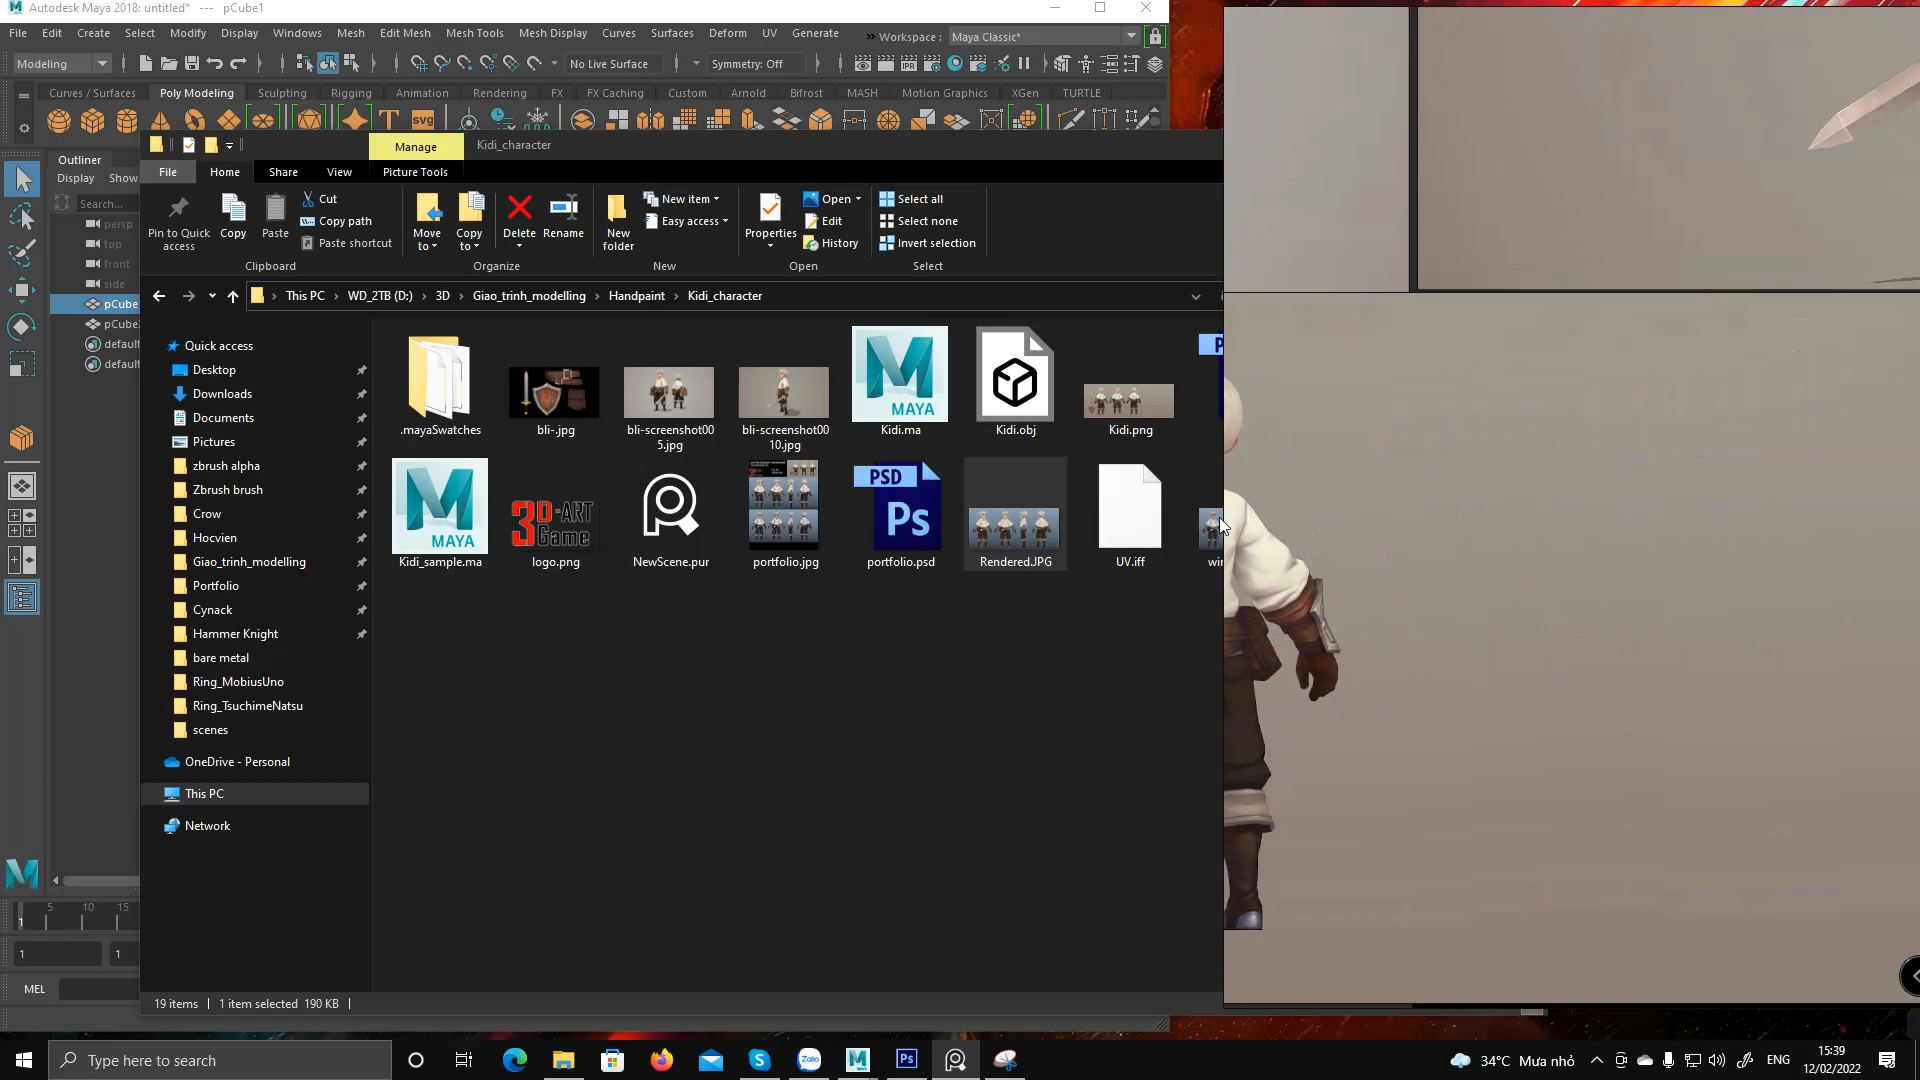 Autodesk Maya 2018: untitled* --- pCube1
File Edit Create Select Modify Display Windows Mesh Edit Mesh Mesh Tools Mesh Display Curves Surfaces Deform UV Generate
Workspace : Maya Classic*
Modeling No Live Surface Symmetry: Off
Curves / Surfaces Poly Modeling Sculpting Rigging Animation Rendering FX FX Caching Custom Arnold Bifrost MASH Motion Graphics XGen TURTLE
Outliner
Display Show
Search...
persp
top
front
side
pCube
pCube
default
default
Manage Kidi_character
File Home Share View Picture Tools
Pin to Quick access
Copy
Paste
Cut
Copy path
Paste shortcut
Clipboard
Move to
Copy to
Delete
Rename
Organize
New folder
New item
Easy access
New
Properties
Open
Edit
History
Open
Select all
Select none
Invert selection
Select
This PC WD_2TB (D:) 3D Giao_trinh_modelling Handpaint Kidi_character
Quick access
Desktop
Downloads
Documents
Pictures
zbrush alpha
Zbrush brush
Crow
Hocvien
Giao_trinh_modelling
Portfolio
Cynack
Hammer Knight
bare metal
Ring_MobiusUno
Ring_TsuchimeNatsu
scenes
OneDrive - Personal
This PC
Network
.mayaSwatches
bli-.jpg
bli-screenshot00
5.jpg
bli-screenshot00
10.jpg
MAYA
Kidi.ma
Kidi.obj
Kidi.png
MAYA
Kidi_sample.ma
3D-ART
Game
logo.png
NewScene.pur
portfolio.jpg
PSD
Ps
portfolio.psd
Rendered.JPG
UV.iff
19 items 1 item selected 190 KB
5 10 15
1
1 1
MEL
Type here to search
Zalo
Ps
34°C Mưa nhỏ
ENG
15:39
12/02/2022